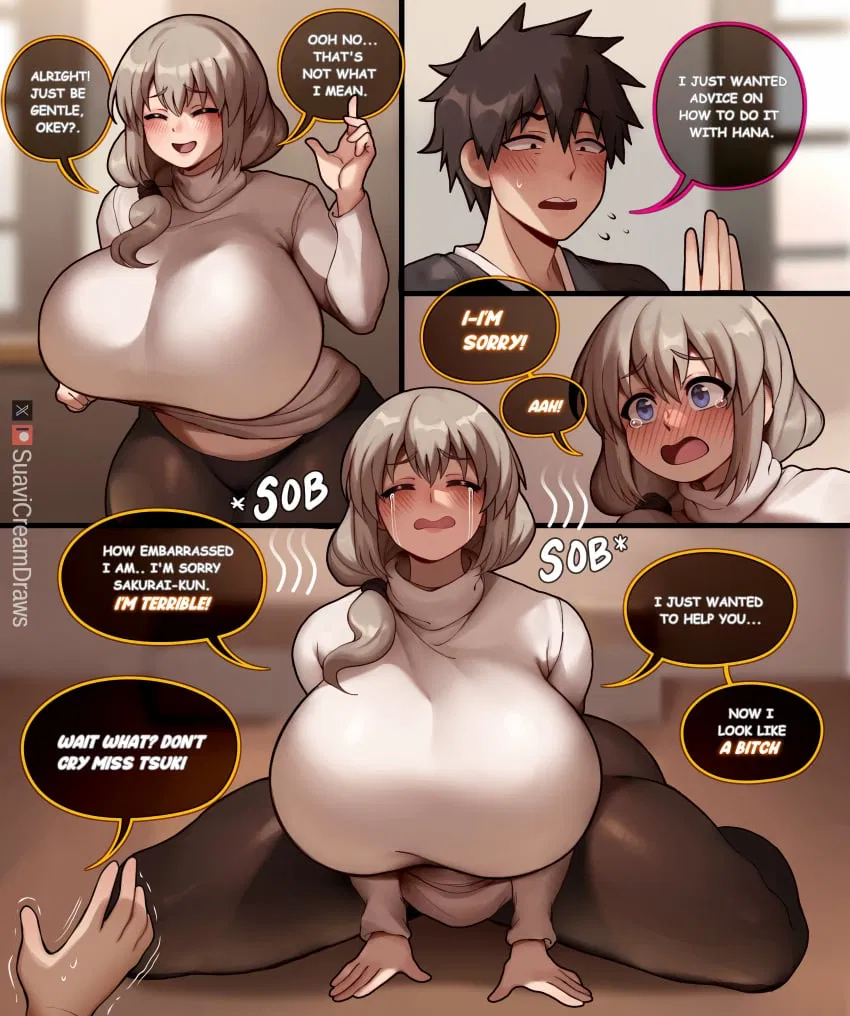 ALRIGHT!
JUST BE
GENTLE,
OKEY?.
OOH NO...
THAT'S
NOT WHAT
I MEAN.
I JUST WANTED
ADVICE ON
HOW TO DO IT
WITH HANA.
I-I'M
SORRY!
AAH!
*SOB
SOB*
HOW EMBARRASSED
I AM.. I'M SORRY
SAKURAI-KUN.
I'M TERRIBLE!
I JUST WANTED
TO HELP YOU...
NOW I
LOOK LIKE
A BITCH
WAIT WHAT? DON'T
CRY MISS TSUKI
SuaviCreamDraws